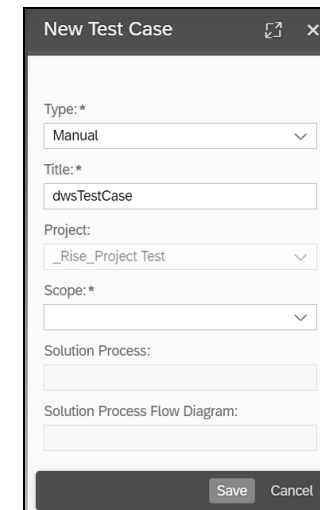 New Test Case
Type:*
Manual
Title:*
dwsTestCase
Project:
_Rise_Project Test
Scope:*
Solution Process:
Solution Process Flow Diagram:
Save Cancel